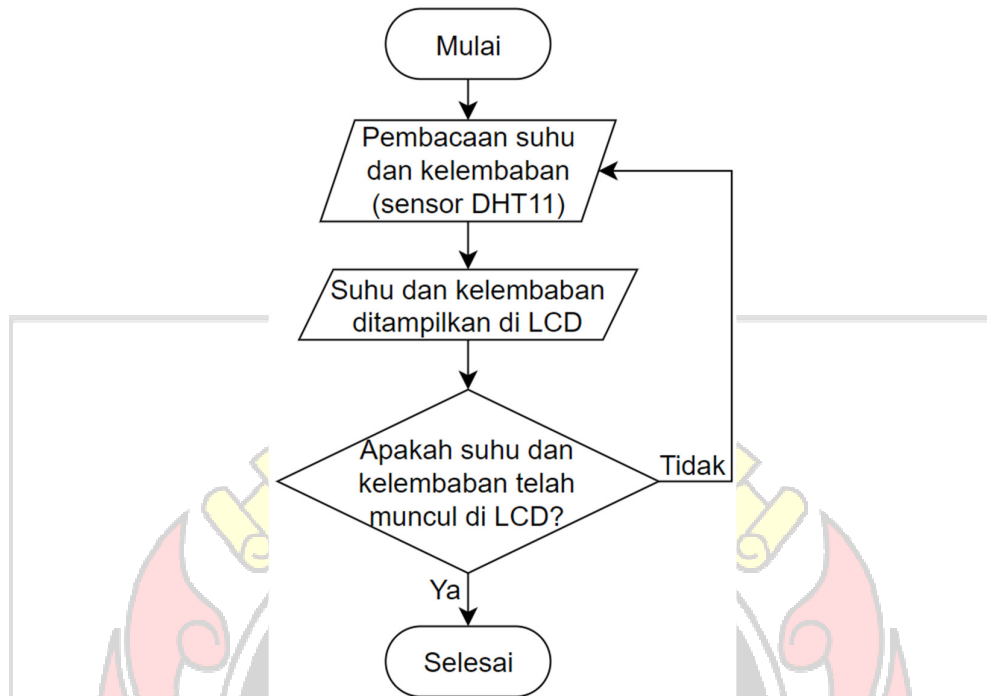 Mulai
Pembacaan suhu
dan kelembaban
(sensor DHT11)
Suhu dan kelembaban
ditampilkan di LCD
Apakah suhu dan
kelembaban telah
muncul di LCD?
Tidak
Ya
Selesai